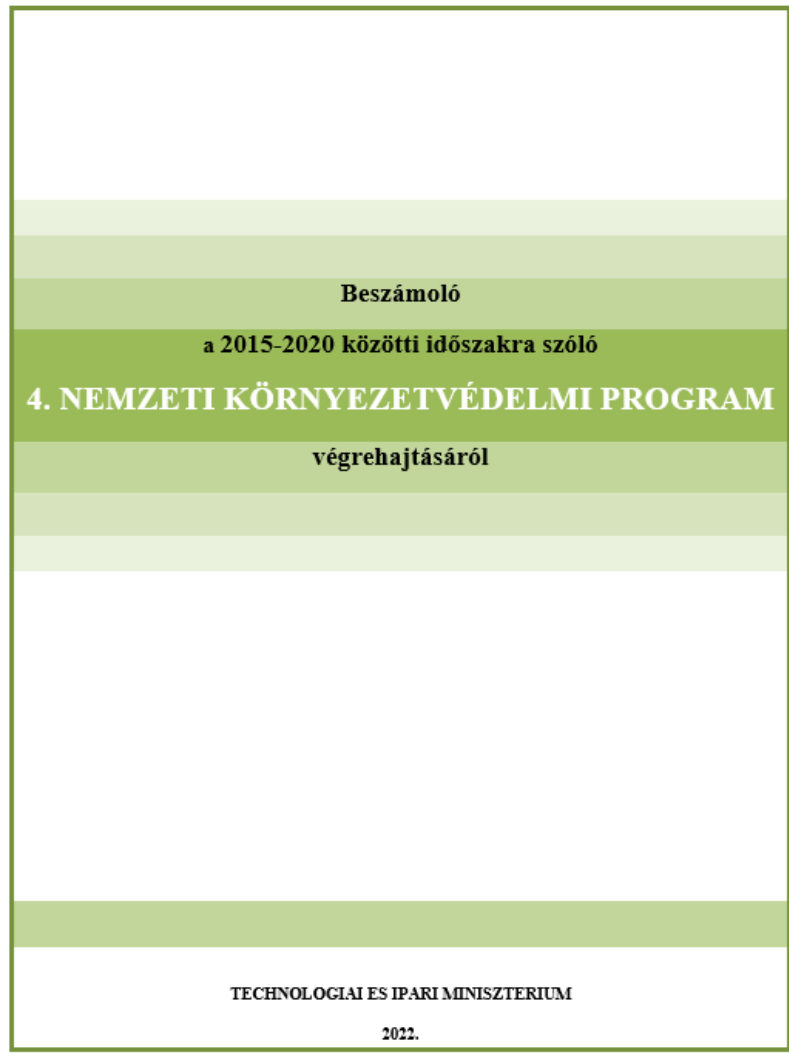 Beszámoló
a 2015-2020 közötti időszakra szóló
4. NEMZETI KÖRNYEZETVÉDELMI PROGRAM
végrehajtásáról
TECHNOLOGIAI ES IPARI MINISZTERIUM
2022.